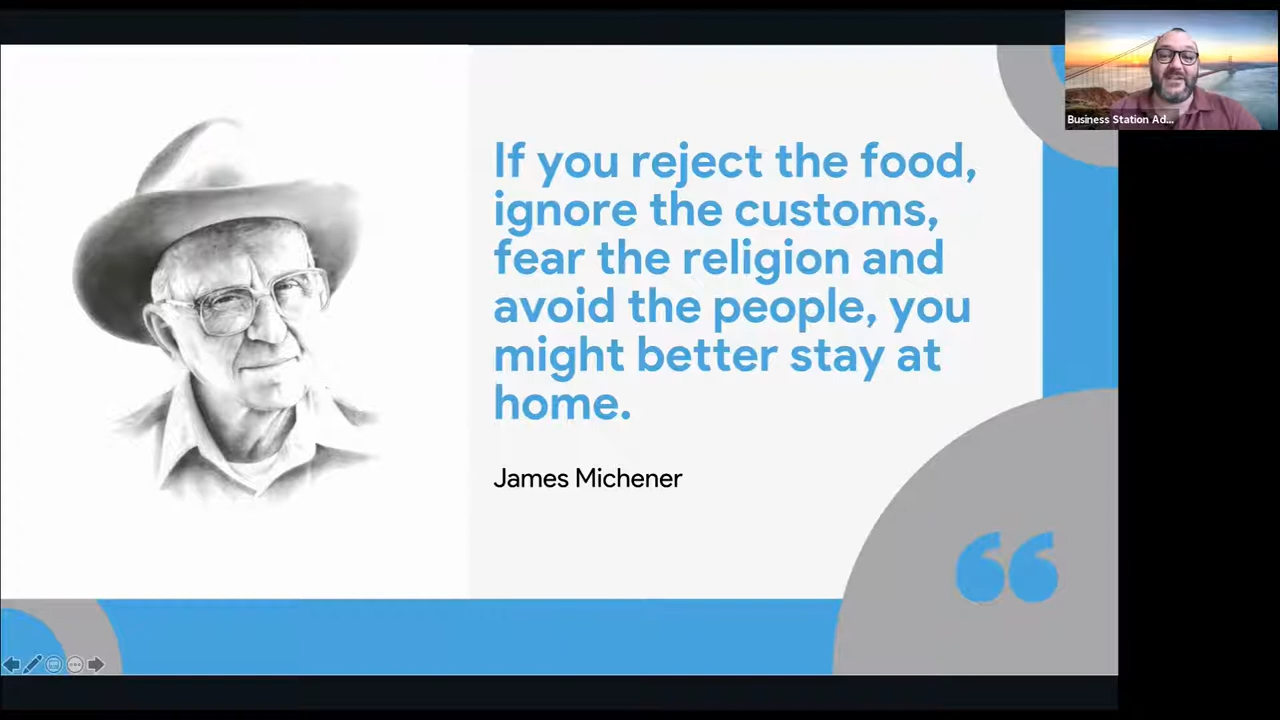 If you reject the food,
ignore the customs,
fear the religion and
avoid the people, you
might better stay at
home.
James Michener
Business Station Ad...